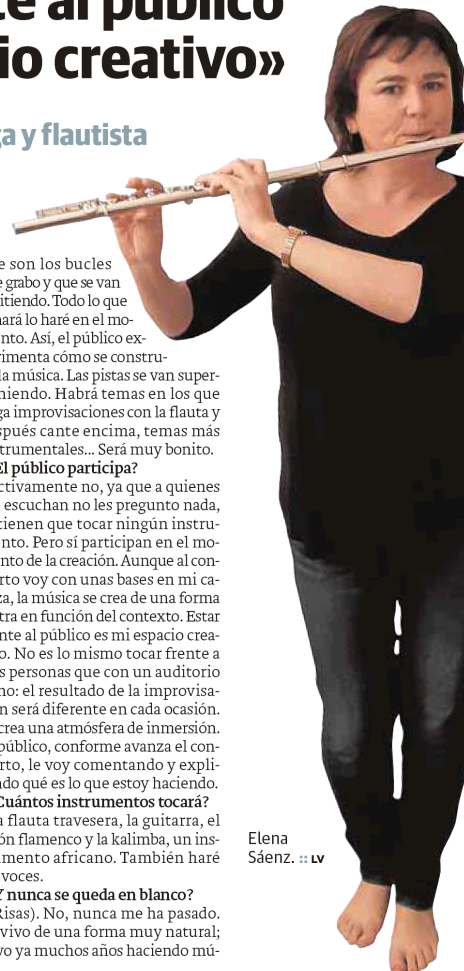 te al público
io creativo»
ga y flautista
e son los bucles
e grabo y que se van
itiendo. Todo lo que
nará lo haré en el mo-
nto. Así, el público ex-
rimenta cómo se constru-
la música. Las pistas se van super-
niendo. Habrá temas en los que
ga improvisaciones con la flauta y
spués cante encima, temas más
trumentales... Será muy bonito.
El público participa?
ctivamente no, ya que a quienes
escuchan no les pregunto nada,
tienen que tocar ningún instru-
nto. Pero sí participan en el mo-
nto de la creación. Aunque al con-
rto voy con unas bases en mi ca-
za, la música se crea de una forma
tra en función del contexto. Estar
nte al público es mi espacio crea-
o. No es lo mismo tocar frente a
s personas que con un auditorio
no: el resultado de la improvisa-
n será diferente en cada ocasión.
crea una atmósfera de inmersión.
público, conforme avanza el con-
rto, le voy comentando y expli-
ndo qué es lo que estoy haciendo.
Cuántos instrumentos tocará?
a flauta travesera, la guitarra, el
ón flamenco y la kalimba, un ins-
umento africano. También haré
voces.
Y nunca se queda en blanco?
Risas). No, nunca me ha pasado.
vivo de una forma muy natural;
vo ya muchos años haciendo mú-
Elena
Sáenz. :: LV